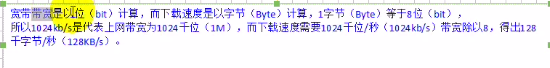 宽带带宽是以位（bit）计算，而下载速度是以字节（Byte）计算，1字节（Byte）等于8位（bit），
所以1024kb/s是代表上网带宽为1024千位（1M），而下载速度需要1024千位/秒（1024kb/s）带宽除以8，得出128
千字节/秒（128KB/s）。